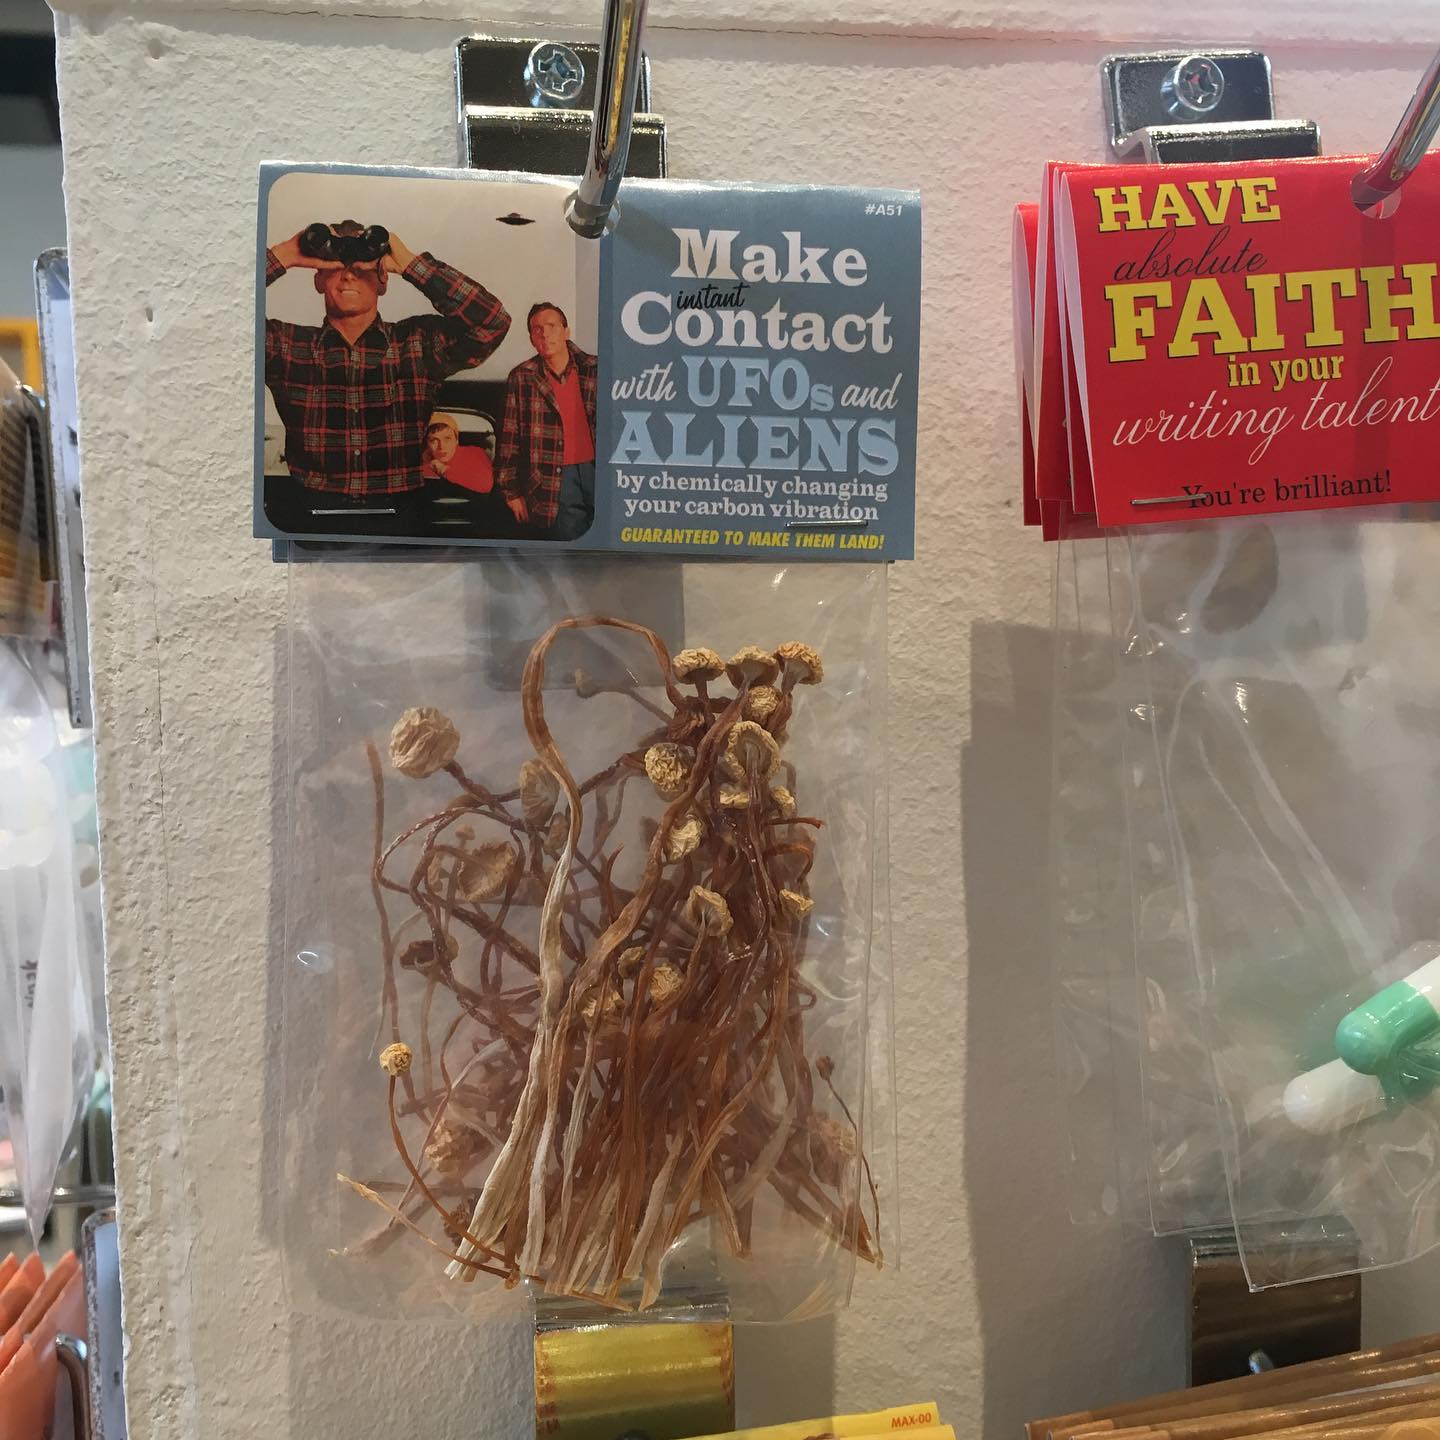 #A51
Make
instant
Contact
with UFOs and
ALIENS
by chemically changing
your carbon vibration
GUARANTEED TO MAKE THEM LAND!
HAVE
absolute
FAITH
in your
writing talent
You're brilliant!
MAX-00